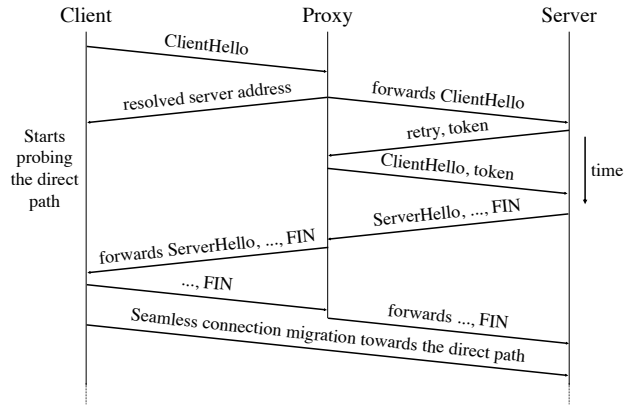 Client
Proxy
Server
ClientHello
resolved server address
forwards ClientHello
retry, token
Starts
probing
the direct
path
ClientHello, token
time
ServerHello, ..., FIN
forwards ServerHello, ..., FIN
..., FIN
forwards ..., FIN
Seamless connection migration towards the direct path